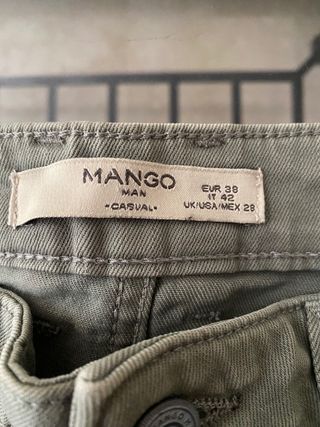 MANGO
MAN
-CASUAL-
EUR 38
IT 42
UK/USA/MEX 28